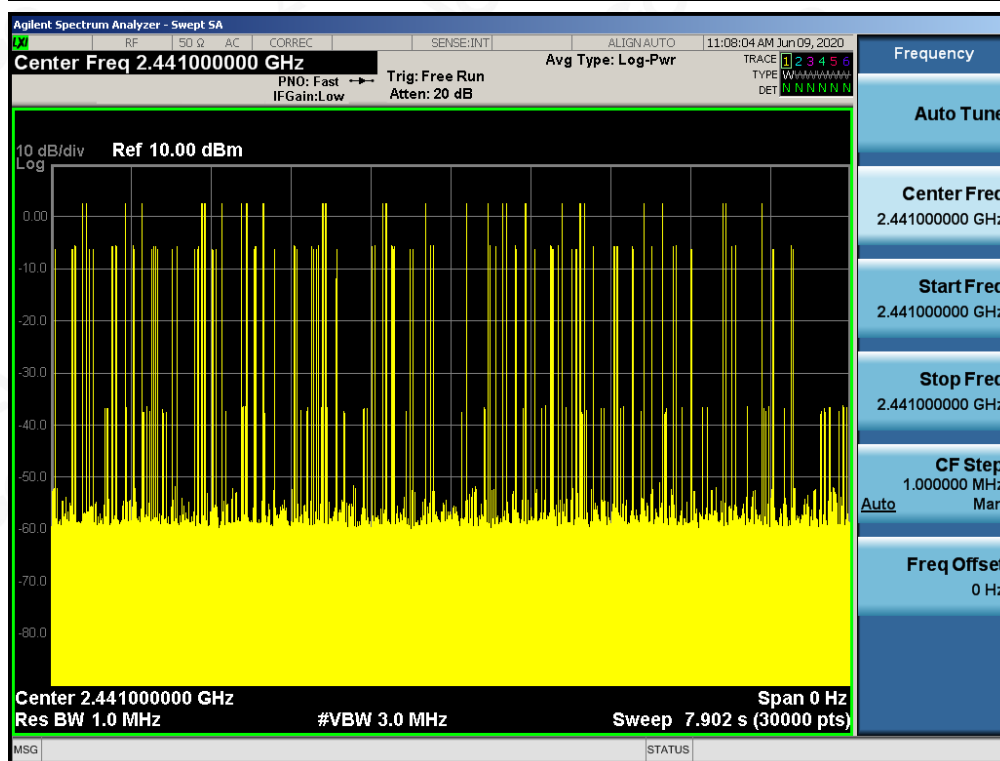 Agilent Spectrum Analyzer - Swept SA
LXI RF 50 Ω AC CORREC SENSE:INT ALIGN AUTO 11:08:04 AM Jun 09, 2020
Center Freq 2.441000000 GHz
PNO: Fast
IFGain:Low
Trig: Free Run
Atten: 20 dB
Avg Type: Log-Pwr
TRACE 1 2 3 4 5 6
TYPE WWWWWW
DET N N N N N N
10 dB/div Ref 10.00 dBm
Log
0.00
-10.0
-20.0
-30.0
-40.0
-50.0
-60.0
-70.0
-80.0
Center 2.441000000 GHz Span 0 Hz
Res BW 1.0 MHz #VBW 3.0 MHz Sweep 7.902 s (30000 pts)
MSG STATUS
Frequency
Auto Tune
Center Freq
2.441000000 GHz
Start Freq
2.441000000 GHz
Stop Freq
2.441000000 GHz
CF Step
1.000000 MHz
Auto Man
Freq Offset
0 Hz